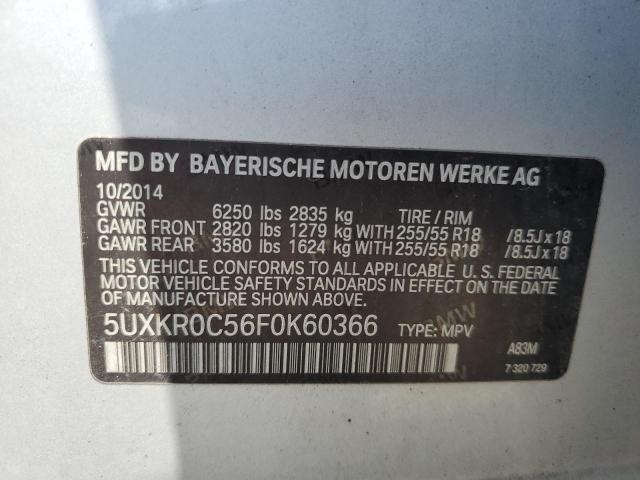 MFD BY BAYERISCHE MOTOREN WERKE AG
10/2014
GVWR 6250 lbs 2835 kg TIRE / RIM
GAWR FRONT 2820 lbs 1279 kg WITH 255/55 R18 /8.5J x 18
GAWR REAR 3580 lbs 1624 kg WITH 255/55 R18 /8.5J x 18
THIS VEHICLE CONFORMS TO ALL APPLICABLE U. S. FEDERAL
MOTOR VEHICLE SAFETY STANDARDS IN EFFECT ON THE DATE
OF MANUFACTURE SHOWN ABOVE.
5UXKR0C56F0K60366 TYPE: MPV
A83M
7 320 729